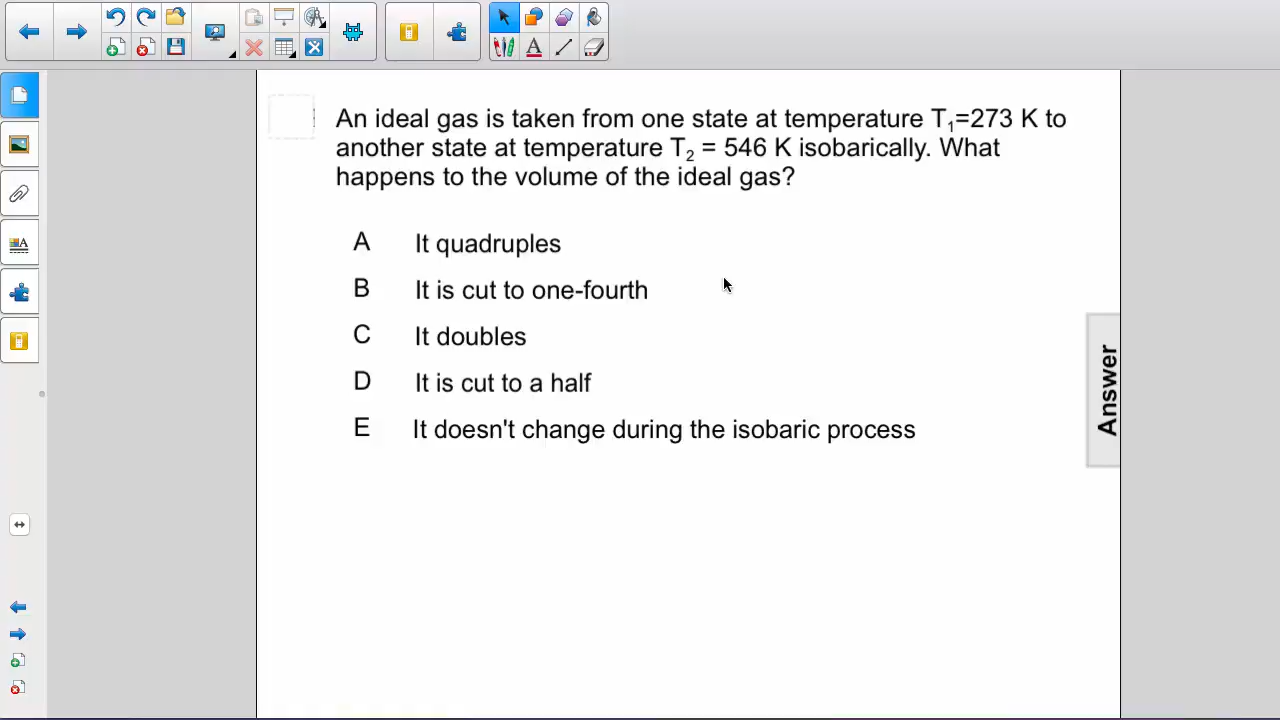 An ideal gas is taken from one state at temperature T₁=273 K to
another state at temperature T₂ = 546 K isobarically. What
happens to the volume of the ideal gas?
A It quadruples
B It is cut to one-fourth
C It doubles
D It is cut to a half
E It doesn't change during the isobaric process
Answer